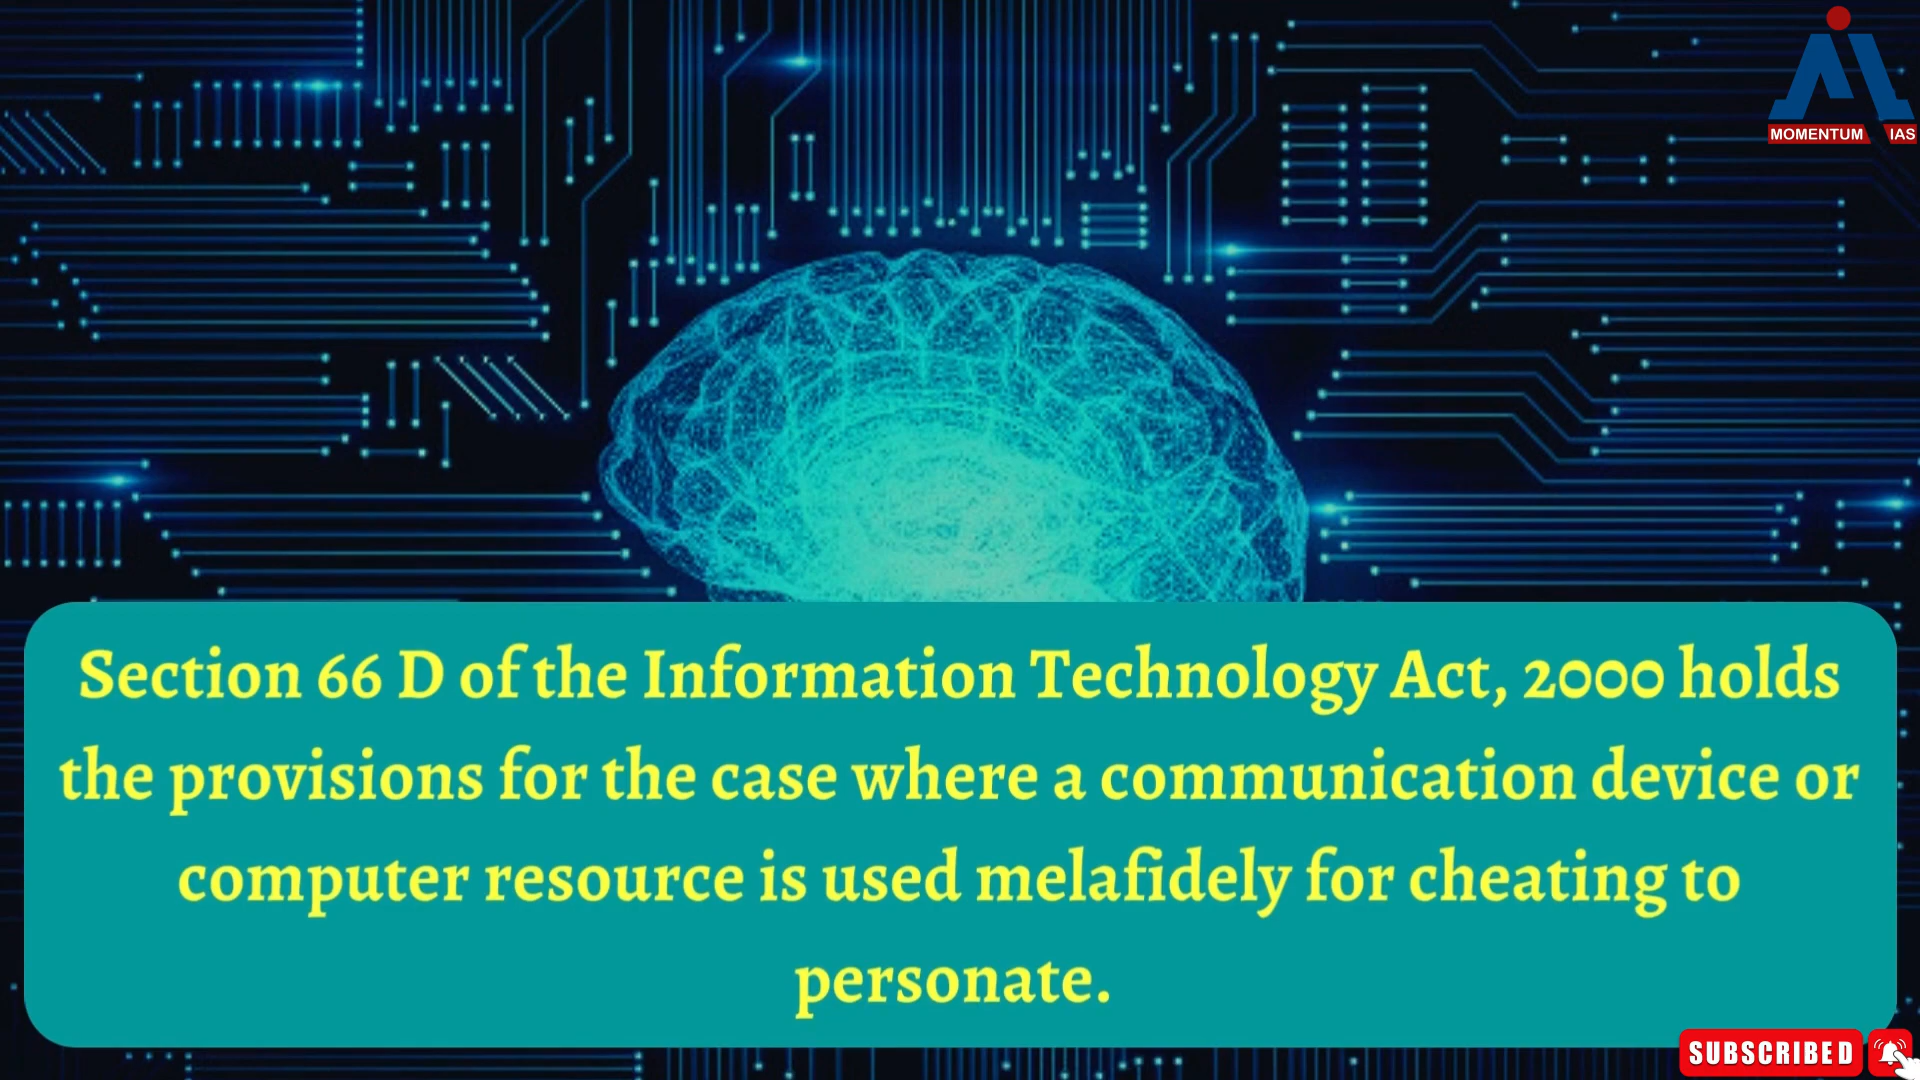 MOMENTUM IAS
Section 66 D of the Information Technology Act, 2000 holds
the provisions for the case where a communication device or
computer resource is used melafidely for cheating to
personate.
SUBSCRIBED